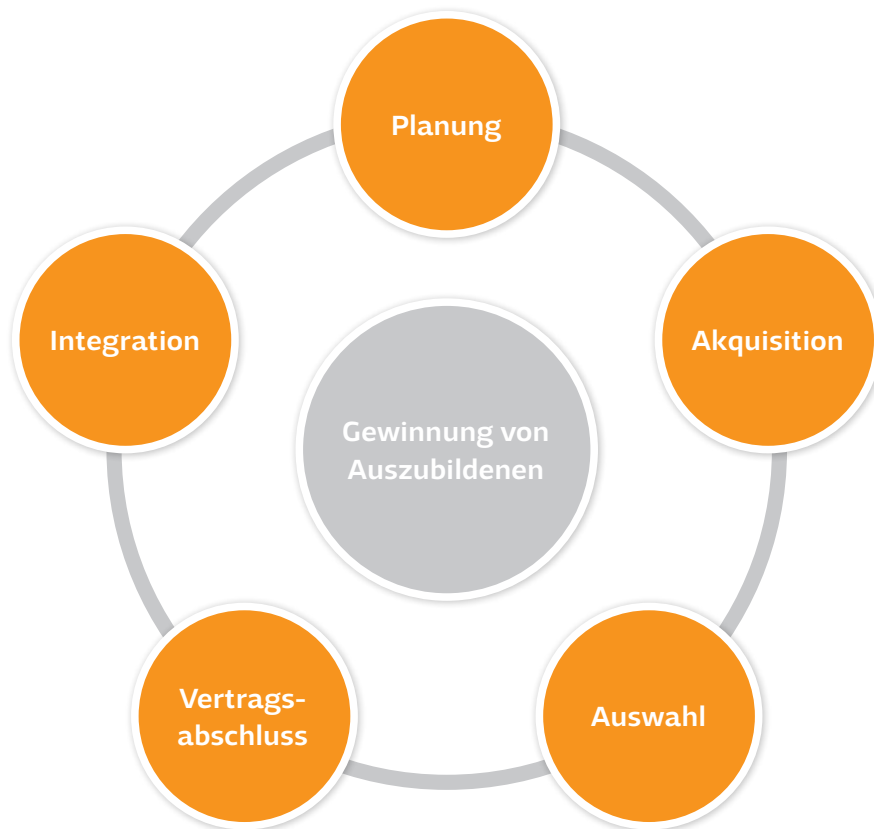 Planung
Akquisition
Auswahl
Vertrags-
abschluss
Integration
Gewinnung von
Auszubildenen